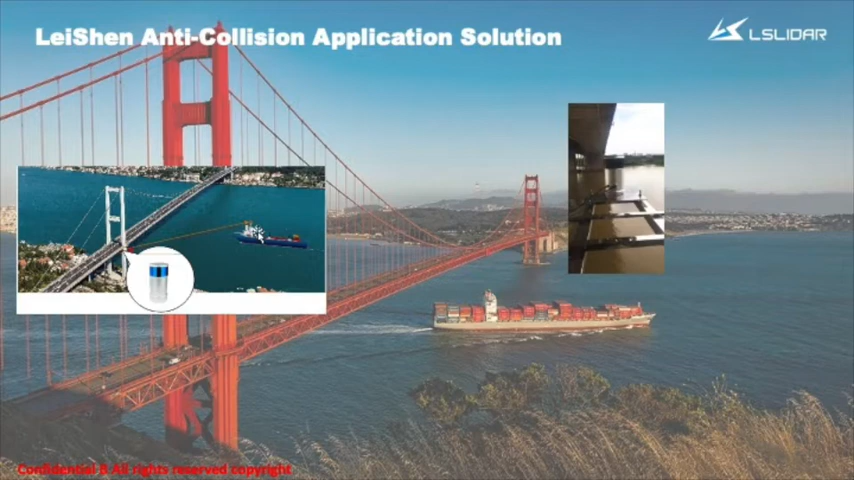 LeiShen Anti-Collision Application Solution
LSLIDAR
Confidential & All rights reserved copyright